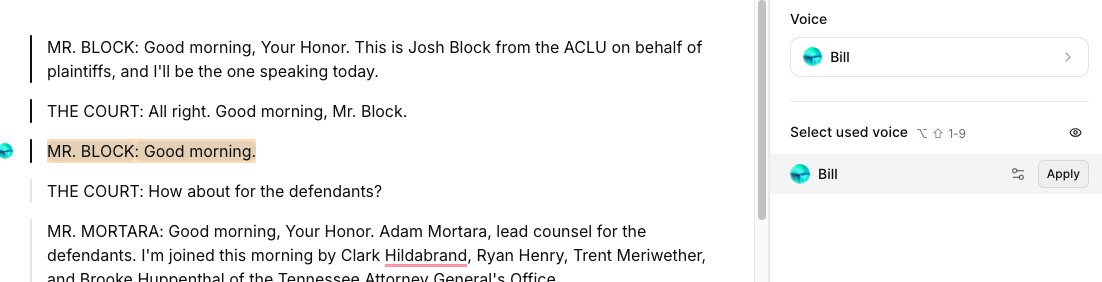 MR. BLOCK: Good morning, Your Honor. This is Josh Block from the ACLU on behalf of
plaintiffs, and I'll be the one speaking today.
THE COURT: All right. Good morning, Mr. Block.
MR. BLOCK: Good morning.
THE COURT: How about for the defendants?
MR. MORTARA: Good morning, Your Honor. Adam Mortara, lead counsel for the
defendants. I'm joined this morning by Clark Hildabrand, Ryan Henry, Trent Meriwether,
and Brooke Huppenthal of the Tennessee Attorney General's Office.
Voice
Bill
Select used voice ⌥ ⇧ 1-9
Bill
Apply